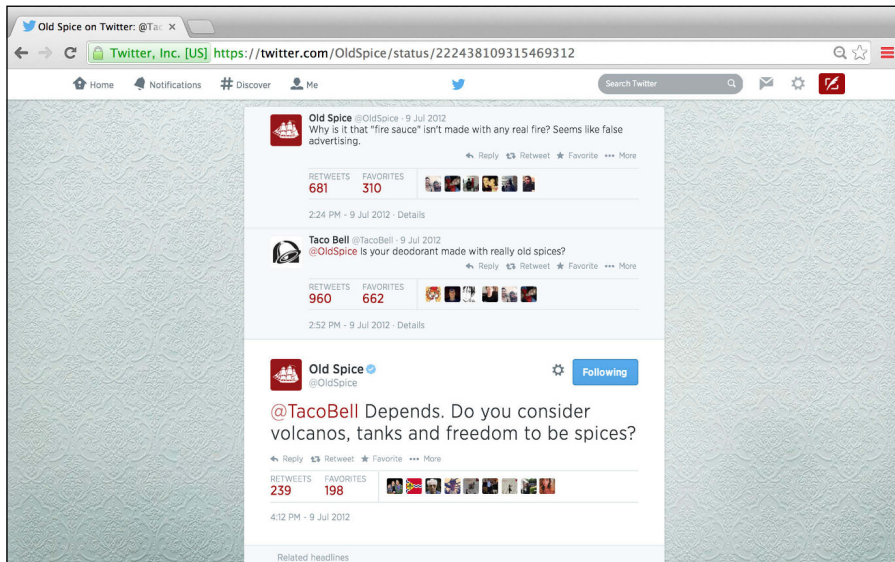 Old Spice on Twitter: @Tac
Twitter, Inc. [US] https://twitter.com/OldSpice/status/222438109315469312
Home Notifications # Discover Me Search Twitter
Old Spice @OldSpice · 9 Jul 2012
Why is it that "fire sauce" isn't made with any real fire? Seems like false
advertising.
Reply Retweet Favorite More
RETWEETS FAVORITES
681 310
2:24 PM - 9 Jul 2012 · Details
Taco Bell @TacoBell · 9 Jul 2012
@OldSpice Is your deodorant made with really old spices?
Reply Retweet Favorite More
RETWEETS FAVORITES
960 662
2:52 PM - 9 Jul 2012 · Details
Old Spice
@OldSpice
Following
@TacoBell Depends. Do you consider
volcanos, tanks and freedom to be spices?
Reply Retweet Favorite More
RETWEETS FAVORITES
239 198
4:12 PM - 9 Jul 2012
Related headlines